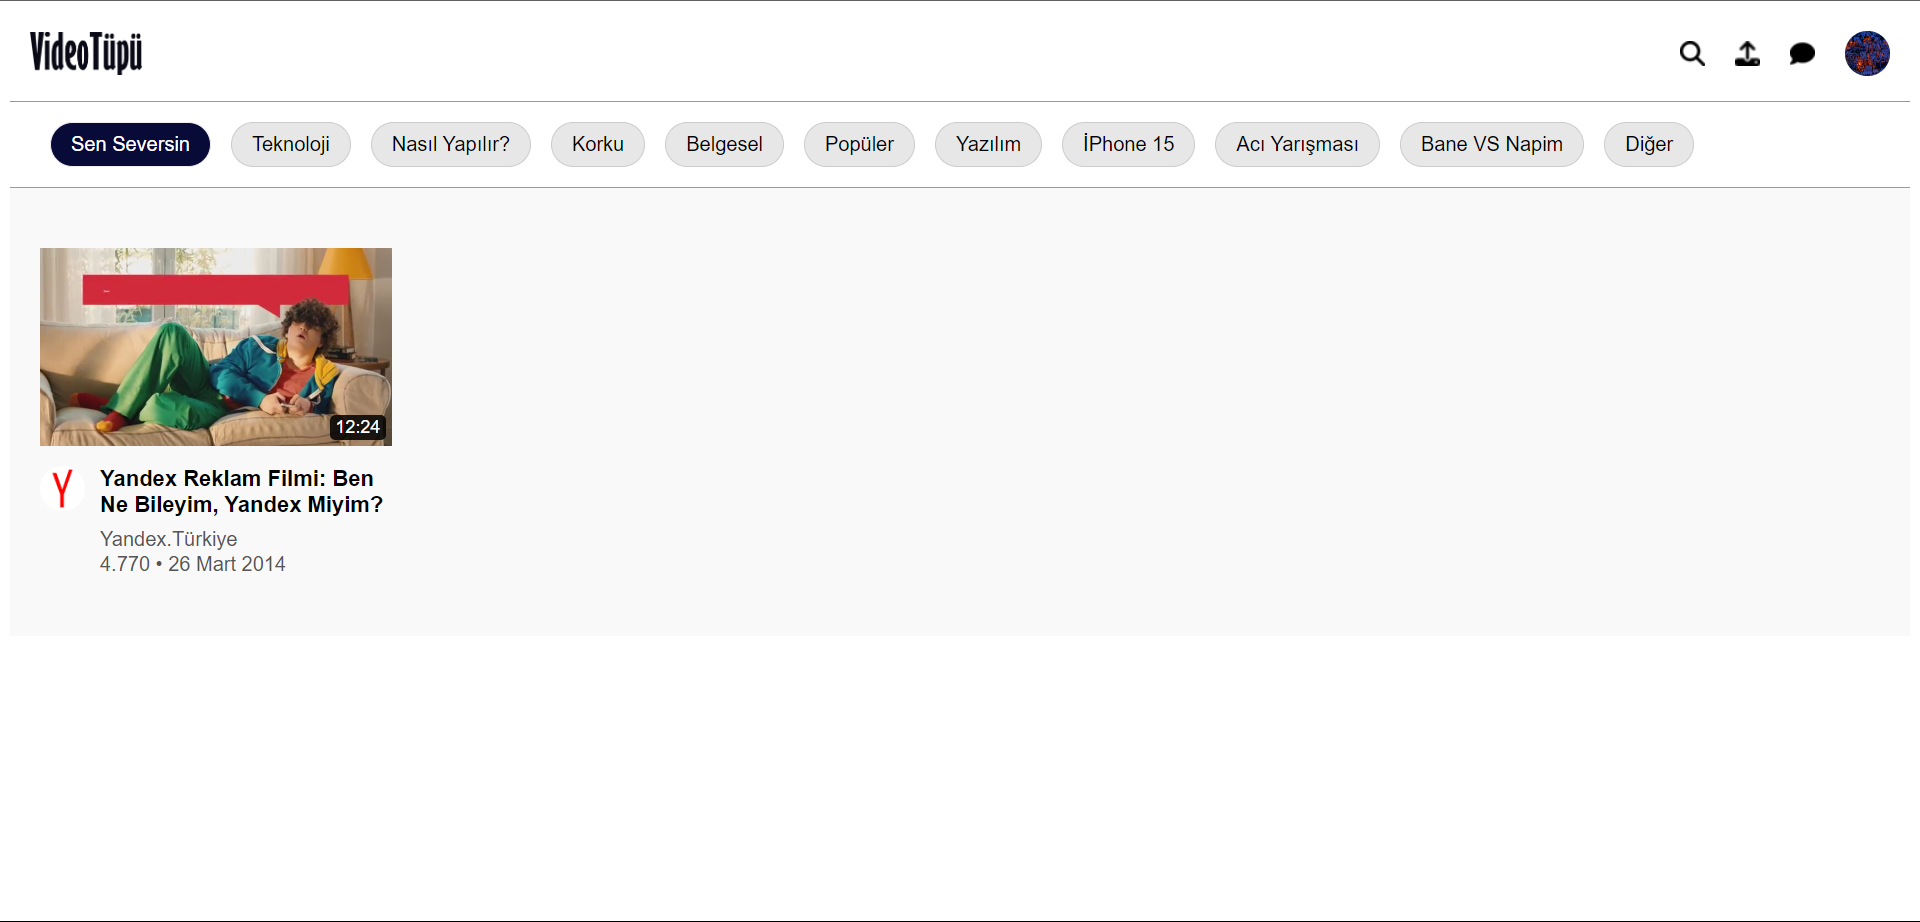 VideoTüpü
Sen Seversin
Teknoloji
Nasıl Yapılır?
Korku
Belgesel
Popüler
Yazılım
İPhone 15
Acı Yarışması
Bane VS Napim
Diğer
12:24
Y
Yandex Reklam Filmi: Ben
Ne Bileyim, Yandex Miyim?
Yandex.Türkiye
4.770 • 26 Mart 2014